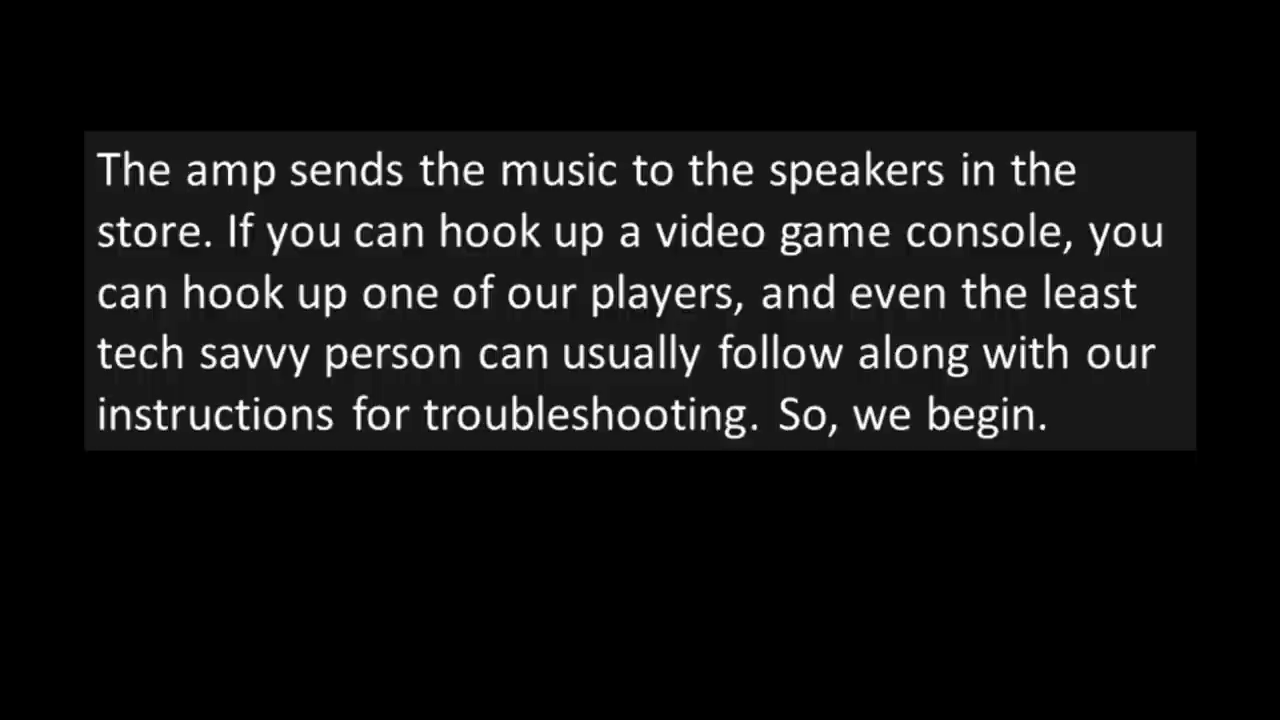 The amp sends the music to the speakers in the
store. If you can hook up a video game console, you
can hook up one of our players, and even the least
tech savvy person can usually follow along with our
instructions for troubleshooting. So, we begin.